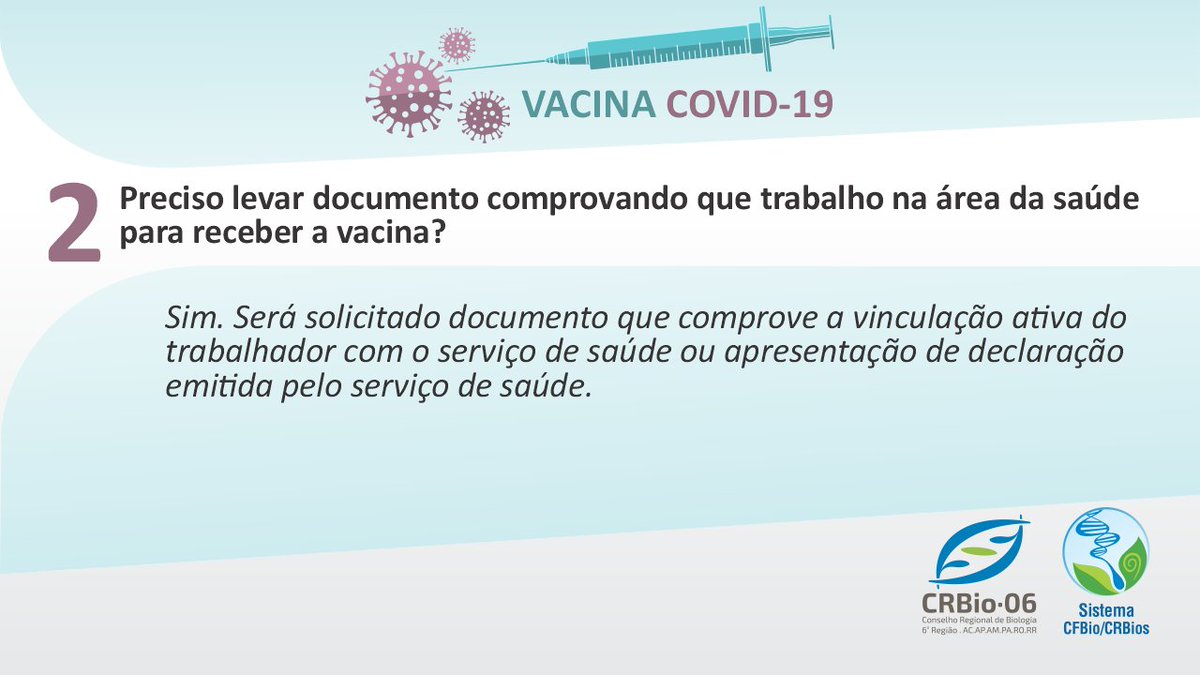 VACINA COVID-19
2
Preciso levar documento comprovando que trabalho na área da saúde
para receber a vacina?
Sim. Será solicitado documento que comprove a vinculação ativa do
trabalhador com o serviço de saúde ou apresentação de declaração
emitida pelo serviço de saúde.
CRBio·06
Conselho Regional de Biologia
6ª Região . AC.AP.AM.PA.RO.RR
Sistema
CFBio/CRBios